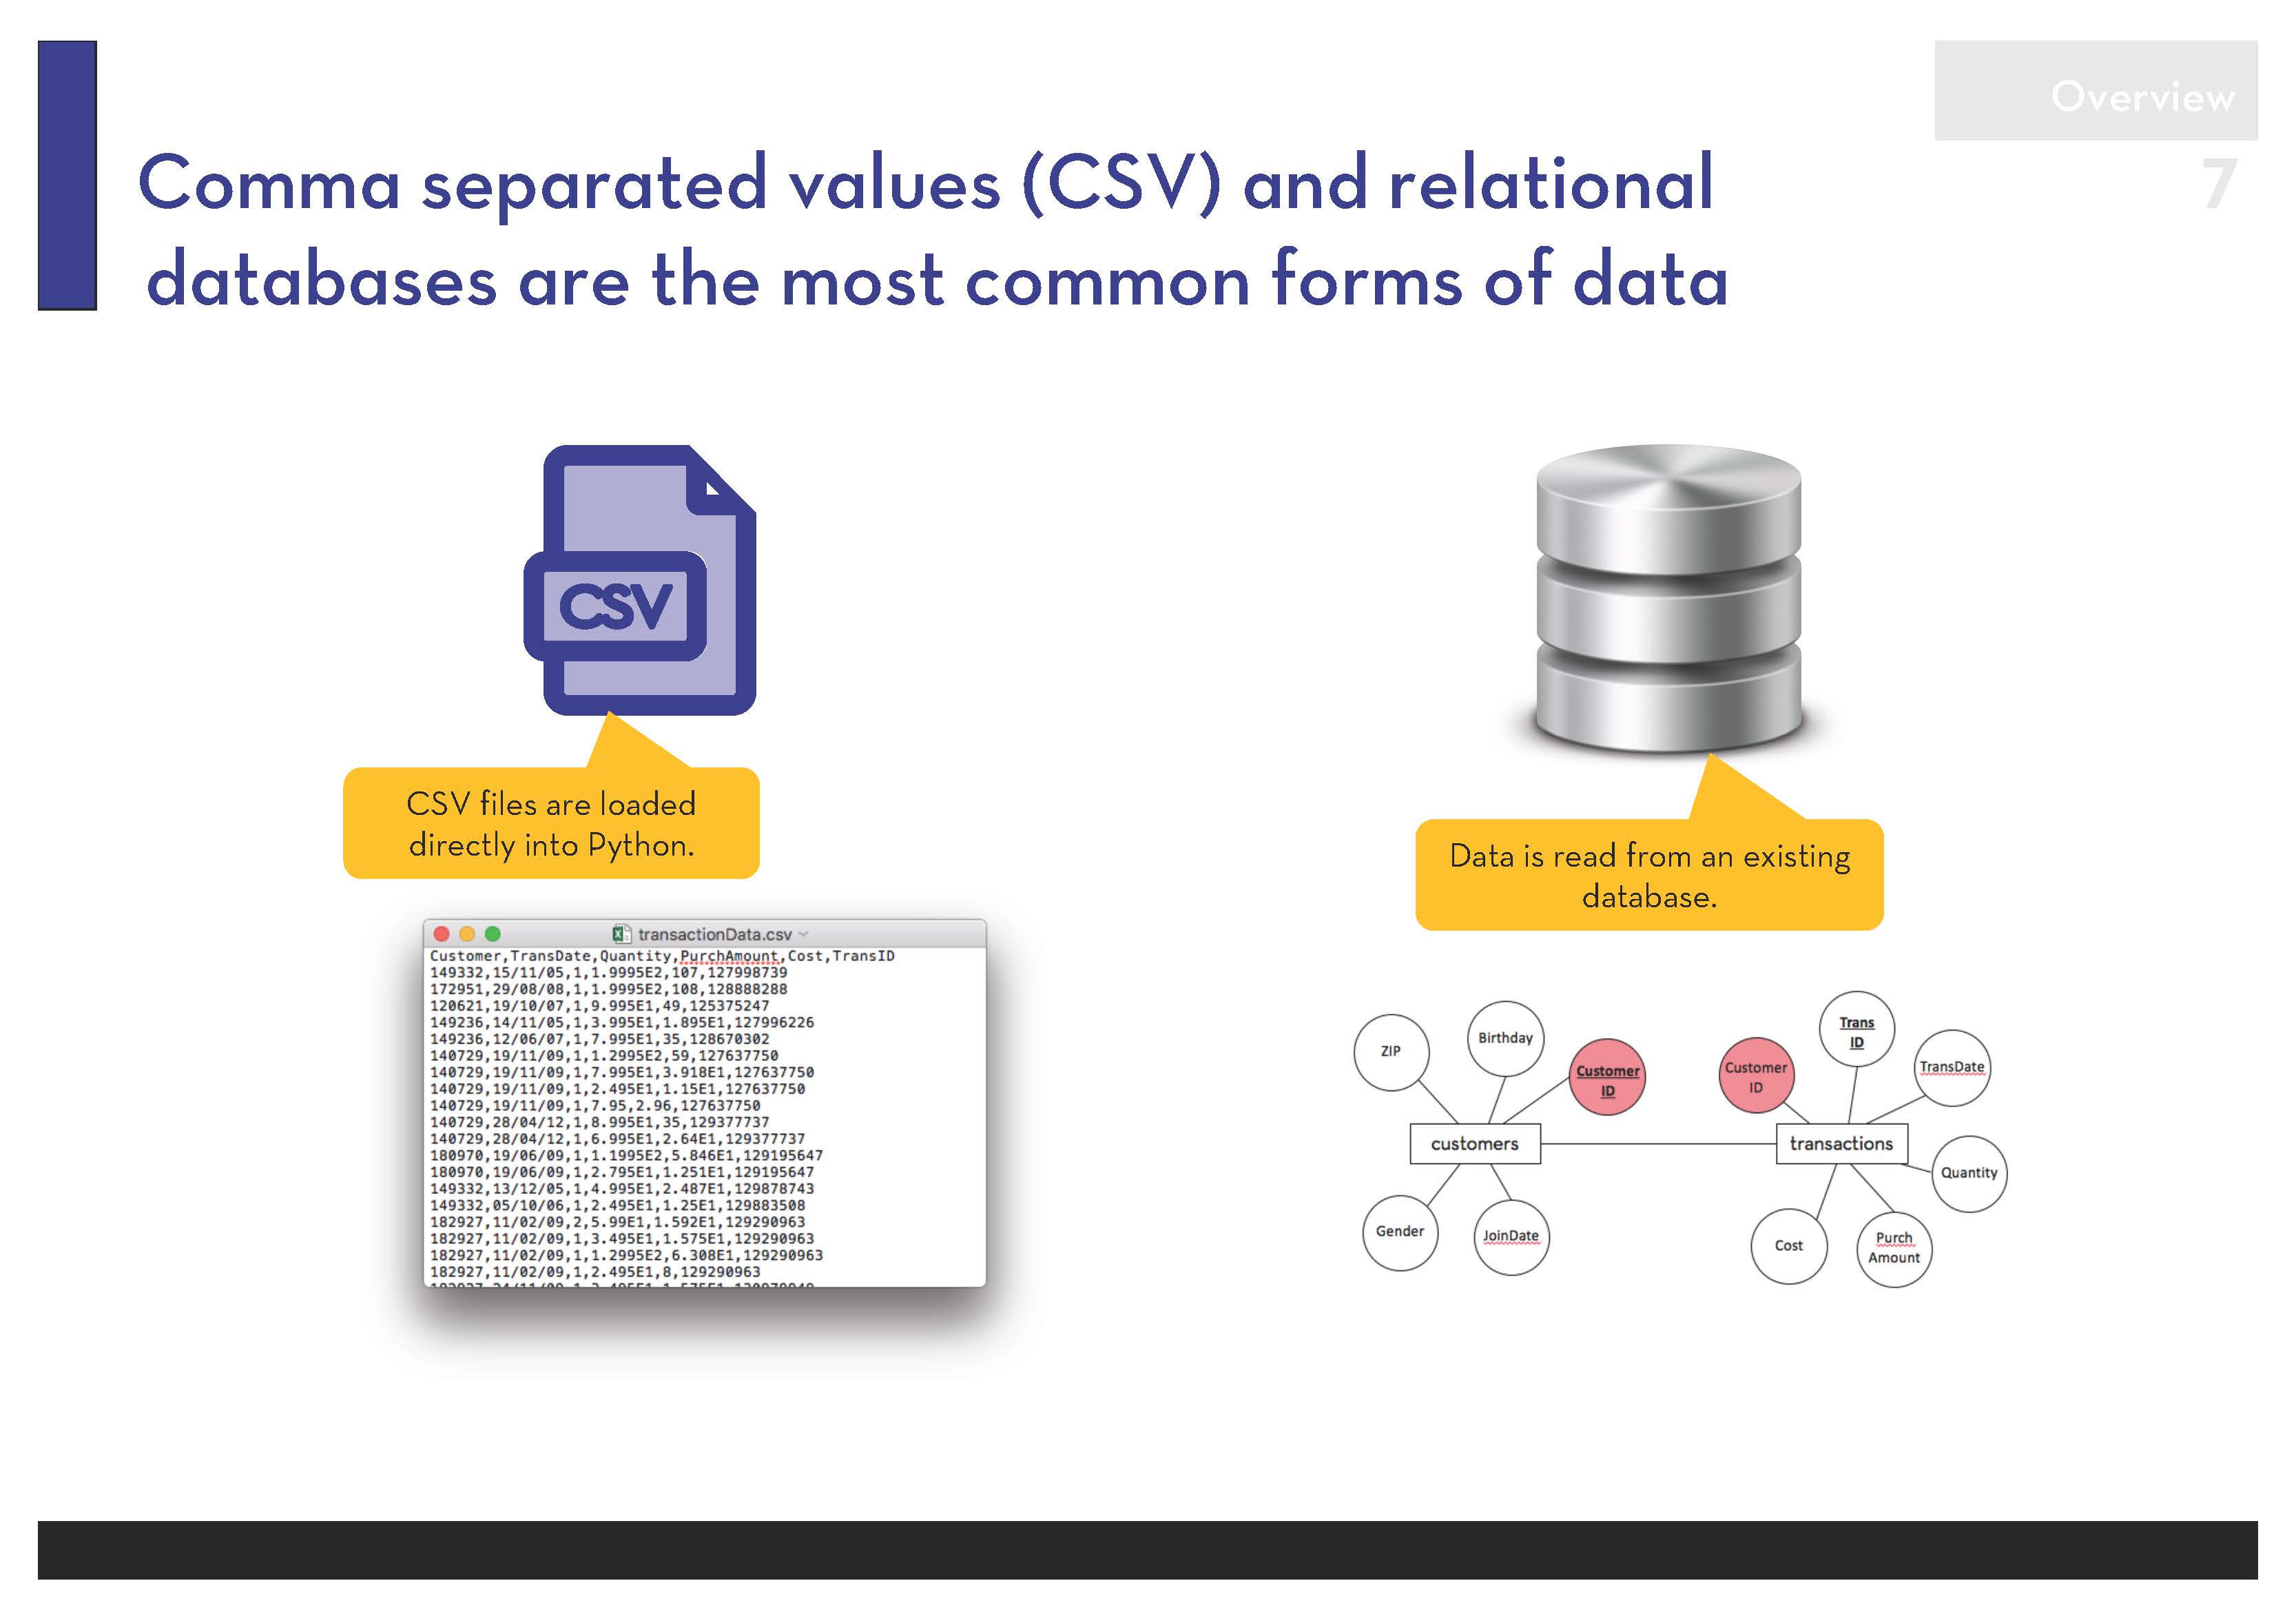 Overview
7
Comma separated values (CSV) and relational
databases are the most common forms of data
CSV
CSV files are loaded
directly into Python.
Data is read from an existing
database.
transactionData.csv
Customer,TransDate,Quantity,PurchAmount,Cost,TransID
149332,15/11/05,1,1.9995E2,107,127998739
172951,29/08/08,1,1.9995E2,108,128888288
120621,19/10/07,1,9.995E1,49,125375247
149236,14/11/05,1,3.995E1,1.895E1,127996226
149236,12/06/07,1,7.995E1,35,128670302
140729,19/11/09,1,1.2995E2,59,127637750
140729,19/11/09,1,7.995E1,3.918E1,127637750
140729,19/11/09,1,2.495E1,1.15E1,127637750
140729,19/11/09,1,7.95,2.96,127637750
140729,28/04/12,1,8.995E1,35,129377737
140729,28/04/12,1,6.995E1,2.64E1,129377737
180970,19/06/09,1,1.1995E2,5.846E1,129195647
180970,19/06/09,1,2.795E1,1.251E1,129195647
149332,13/12/05,1,4.995E1,2.487E1,129878743
149332,05/10/06,1,2.495E1,1.25E1,129883508
182927,11/02/09,2,5.99E1,1.592E1,129290963
182927,11/02/09,1,3.495E1,1.575E1,129290963
182927,11/02/09,1,1.2995E2,6.308E1,129290963
182927,11/02/09,1,2.495E1,8,129290963
ZIP
Birthday
Customer
ID
customers
Gender
JoinDate
Customer
ID
Trans
ID
TransDate
transactions
Quantity
Cost
Purch
Amount